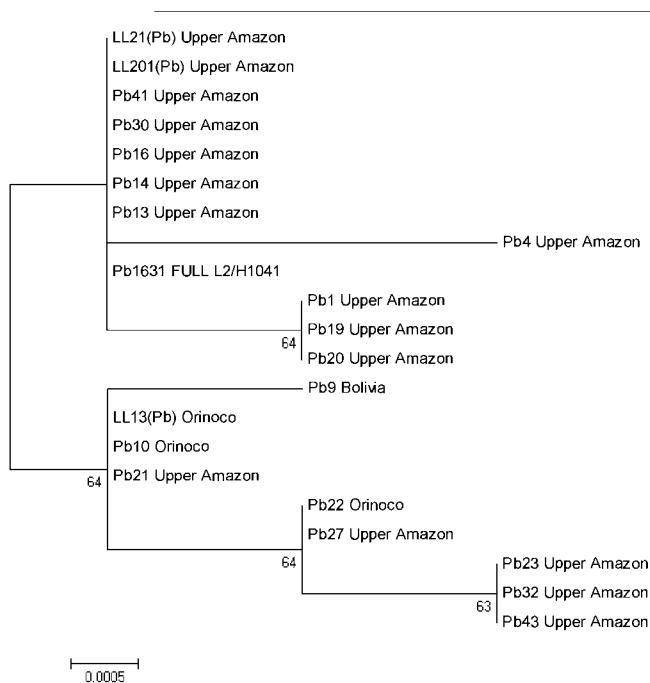 LL21(Pb) Upper Amazon
LL201(Pb) Upper Amazon
Pb41 Upper Amazon
Pb30 Upper Amazon
Pb16 Upper Amazon
Pb14 Upper Amazon
Pb13 Upper Amazon
Pb4 Upper Amazon
Pb1631 FULL L2/H1041
Pb1 Upper Amazon
Pb19 Upper Amazon
64
Pb20 Upper Amazon
Pb9 Bolivia
LL13(Pb) Orinoco
Pb10 Orinoco
Pb21 Upper Amazon
64
Pb22 Orinoco
Pb27 Upper Amazon
64
Pb23 Upper Amazon
Pb32 Upper Amazon
63
Pb43 Upper Amazon
0.0005